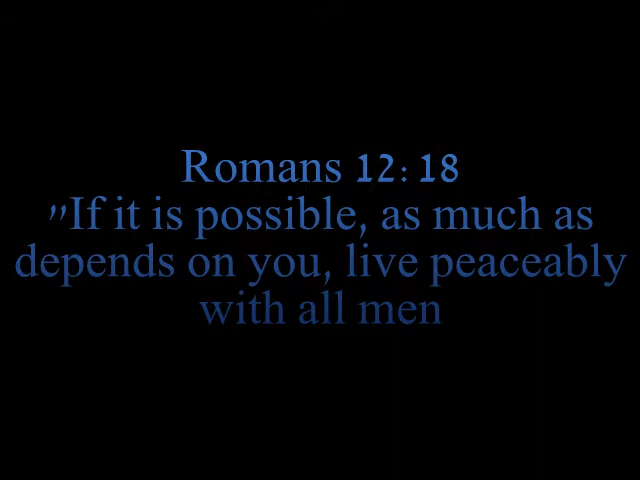 Romans 12:18
"If it is possible, as much as
depends on you, live peaceably
with all men